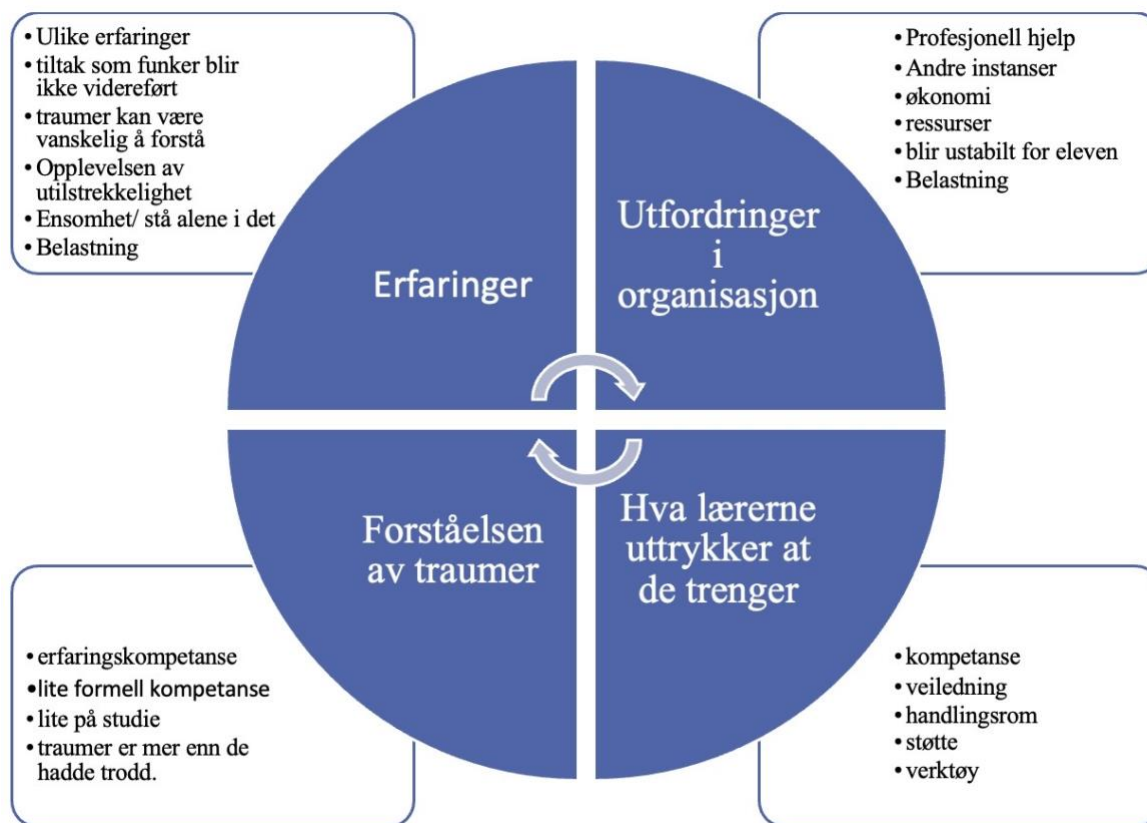 • Ulike erfaringer
• tiltak som funker blir
ikke videreført
• traumer kan være
vanskelig å forstå
• Opplevelsen av
utilstrekkelighet
• Ensomhet/ stå alene i det
• Belastning
Erfaringer
• Profesjonell hjelp
• Andre instanser
• økonomi
• ressurser
• blir ustabilt for eleven
• Belastning
Utfordringer
i
organisasjon
Forståelsen
av traumer
• erfaringskompetanse
• lite formell kompetanse
• lite på studie
• traumer er mer enn de
hadde trodd.
Hva lærerne
uttrykker at
de trenger
• kompetanse
• veiledning
• handlingsrom
• støtte
• verktøy